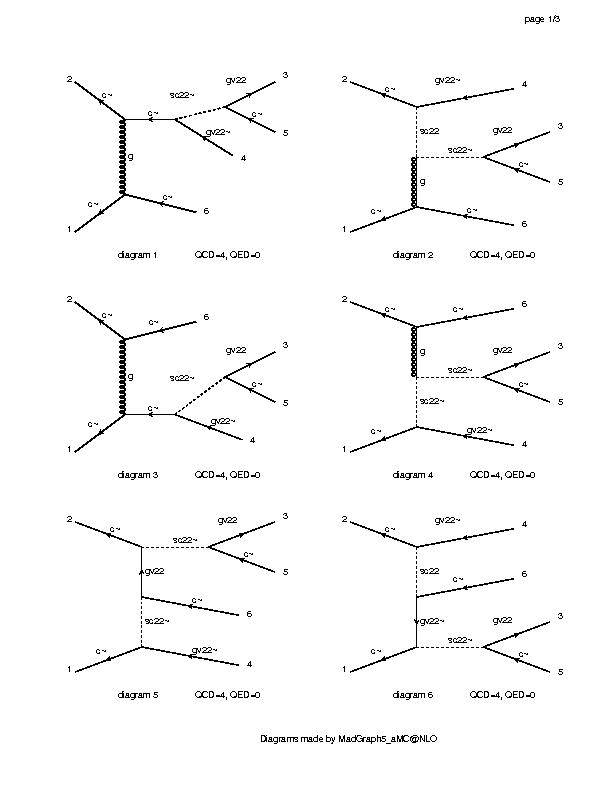 page 1/3
2 c~ sc22~ gv22 3
c~ c~ 5
gv22~ 4
g
c~ c~ 6
1
diagram 1 QCD=4, QED=0
2 c~ gv22~ 4
sc22 gv22 3
sc22~ c~ 5
g
c~ c~ 6
1
diagram 2 QCD=4, QED=0
2 c~ c~ 6
gv22 3
g sc22~ c~ 5
c~ c~ gv22~ 4
1
diagram 3 QCD=4, QED=0
2 c~ c~ 6
g gv22 3
sc22~ c~ 5
sc22~
1 c~ gv22~ 4
diagram 4 QCD=4, QED=0
2 c~ sc22~ gv22 3
c~ 5
gv22
c~ 6
sc22~
1 c~ gv22~ 4
diagram 5 QCD=4, QED=0
2 c~ gv22~ 4
sc22
c~ 6
gv22~ gv22 3
1 c~ sc22~ c~ 5
diagram 6 QCD=4, QED=0
Diagrams made by MadGraph5_aMC@NLO